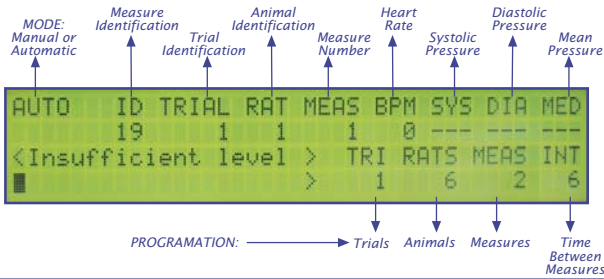 MODE:
Manual or
Automatic
Measure
Identification
Trial
Identification
Animal
Identification
Measure
Number
Heart
Rate
Systolic
Pressure
Diastolic
Pressure
Mean
Pressure
AUTO ID TRIAL RAT MEAS BPM SYS DIA MED
19 1 1 1 0 --- --- ---
<Insufficient level > TRI RATS MEAS INT
> 1 6 2 6
PROGRAMATION:
Trials
Animals
Measures
Time
Between
Measures